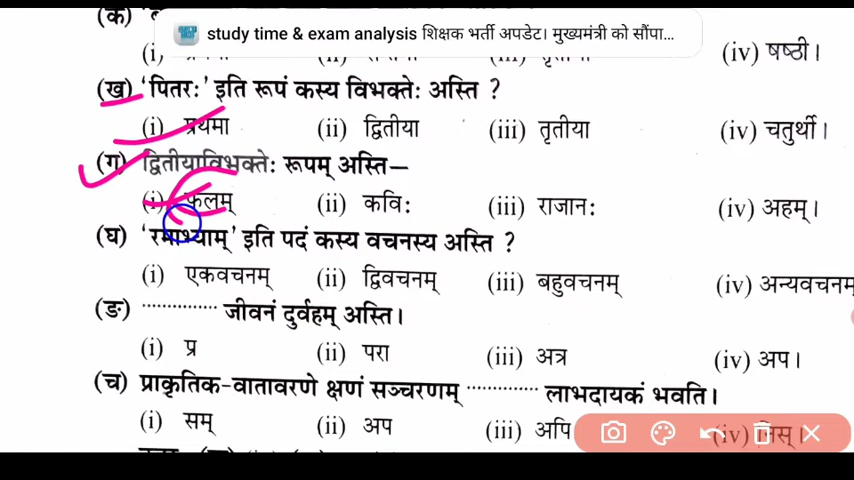 (क)
study time & exam analysis शिक्षक भर्ती अपडेट। मुख्यमंत्री को सौंपा...
(i) (iv) षष्ठी।
(ख) 'पितरः' इति रूपं कस्य विभक्तेः अस्ति ?
(i) प्रथमा (ii) द्वितीया (iii) तृतीया (iv) चतुर्थी।
(ग) द्वितीयाविभक्तेः रूपम् अस्ति—
(i) फलम् (ii) कविः (iii) राजानः (iv) अहम्।
(घ) 'रमाभ्याम्' इति पदं कस्य वचनस्य अस्ति ?
(i) एकवचनम् (ii) द्विवचनम् (iii) बहुवचनम् (iv) अन्यवचनम्
(ङ) ............... जीवनं दुर्वहम् अस्ति।
(i) प्र (ii) परा (iii) अत्र (iv) अप।
(च) प्राकृतिक-वातावरणे क्षणं सञ्चरणम् ............... लाभदायकं भवति।
(i) सम् (ii) अप (iii) अपि (iv) निस्।